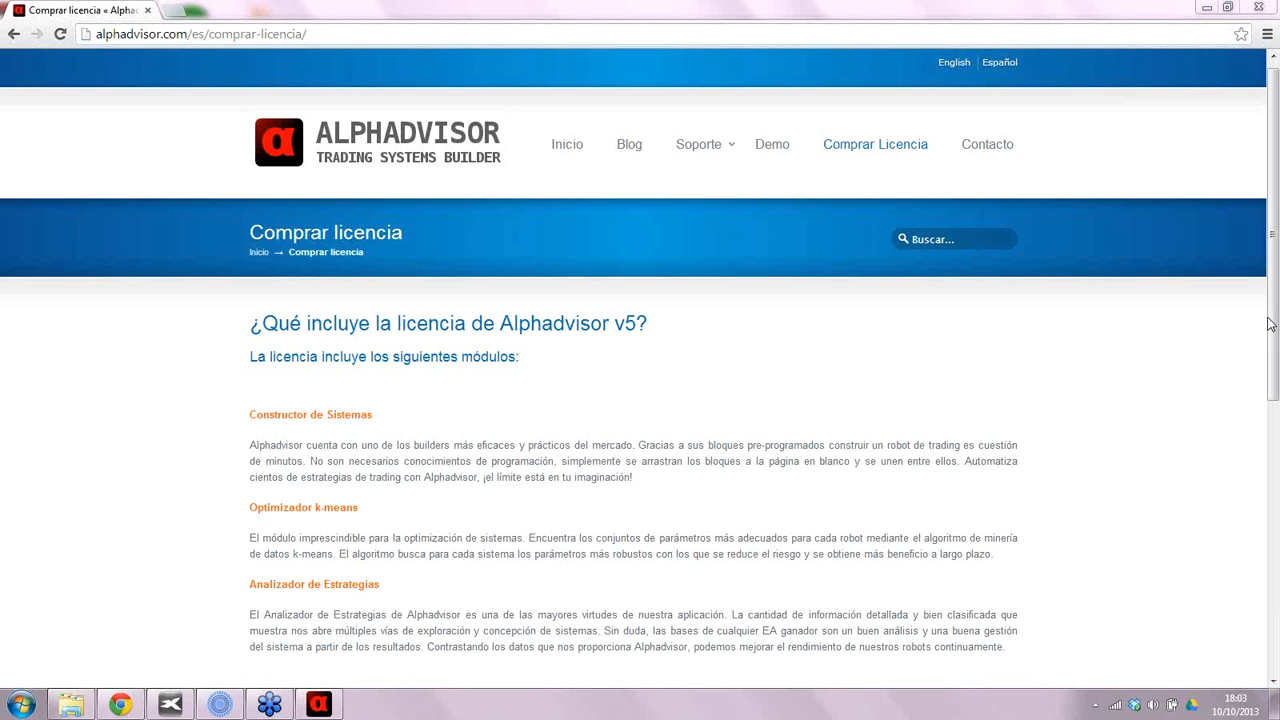 Comprar licencia « Alpha
alphadvisor.com/es/comprar-licencia/
English
Español
α
ALPHADVISOR
TRADING SYSTEMS BUILDER
Inicio
Blog
Soporte
Demo
Comprar Licencia
Contacto
Comprar licencia
Inicio → Comprar licencia
Buscar...
¿Qué incluye la licencia de Alphadvisor v5?
La licencia incluye los siguientes módulos:
Constructor de Sistemas
Alphadvisor cuenta con uno de los builders más eficaces y prácticos del mercado. Gracias a sus bloques pre-programados construir un robot de trading es cuestión
de minutos. No son necesarios conocimientos de programación, simplemente se arrastran los bloques a la página en blanco y se unen entre ellos. Automatiza
cientos de estrategias de trading con Alphadvisor, ¡el límite está en tu imaginación!
Optimizador k-means
El módulo imprescindible para la optimización de sistemas. Encuentra los conjuntos de parámetros más adecuados para cada robot mediante el algoritmo de minería
de datos k-means. El algoritmo busca para cada sistema los parámetros más robustos con los que se reduce el riesgo y se obtiene más beneficio a largo plazo.
Analizador de Estrategias
El Analizador de Estrategias de Alphadvisor es una de las mayores virtudes de nuestra aplicación. La cantidad de información detallada y bien clasificada que
muestra nos abre múltiples vías de exploración y concepción de sistemas. Sin duda, las bases de cualquier EA ganador son un buen análisis y una buena gestión
del sistema a partir de los resultados. Contrastando los datos que nos proporciona Alphadvisor, podemos mejorar el rendimiento de nuestros robots continuamente.
α
18:03
10/10/2013